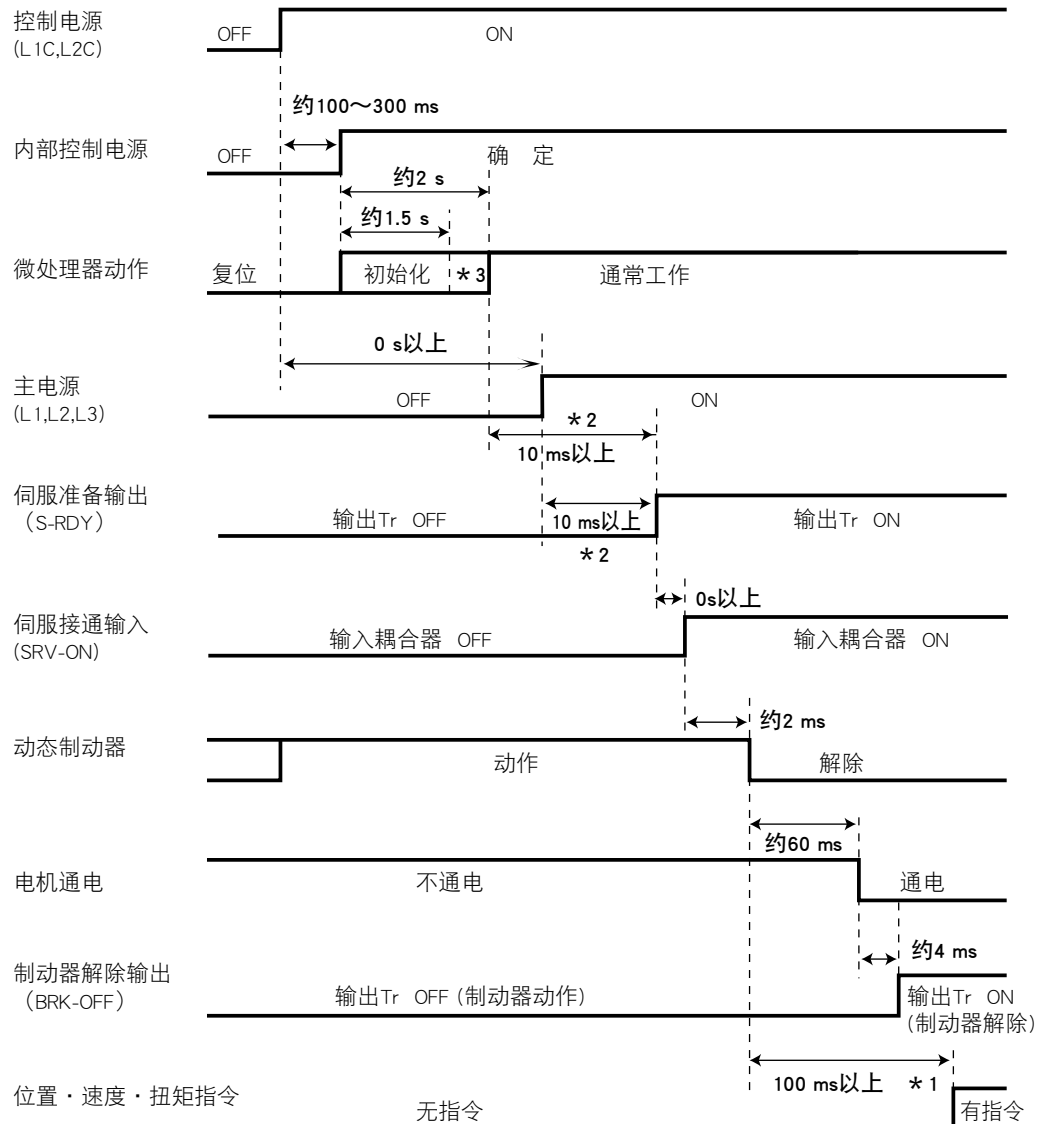 控制电源
(L1C,L2C)
OFF
ON
约100～300 ms
内部控制电源
OFF
确 定
约2 s
约1.5 s
微处理器动作
复位
初始化
＊3
通常工作
0 s以上
主电源
(L1,L2,L3)
OFF
ON
＊2
10 ms以上
伺服准备输出
（S-RDY）
输出Tr OFF
10 ms以上
输出Tr ON
＊2
0s以上
伺服接通输入
(SRV-ON)
输入耦合器 OFF
输入耦合器 ON
约2 ms
动态制动器
动作
解除
约60 ms
电机通电
不通电
通电
约4 ms
制动器解除输出
（BRK-OFF）
输出Tr OFF (制动器动作)
输出Tr ON
(制动器解除)
100 ms以上 ＊1
位置・速度・扭矩指令
无指令
有指令